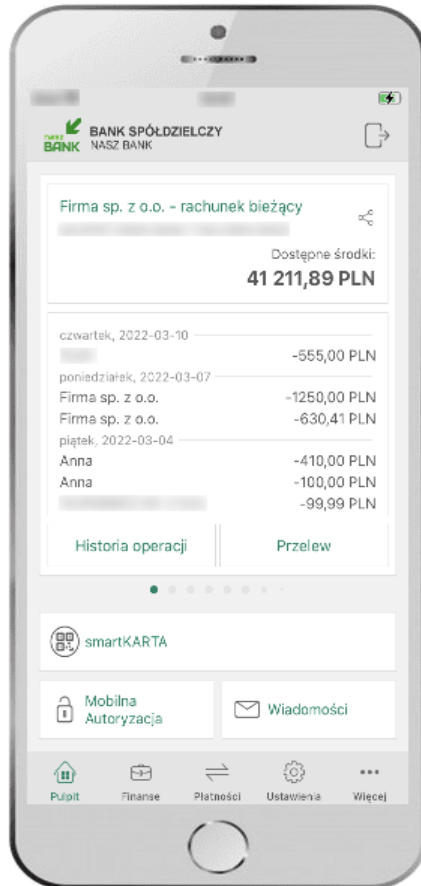 BANK SPÓŁDZIELCZY
NASZ BANK
NASZ
BANK
Firma sp. z o.o. – rachunek bieżący
Dostępne środki:
41 211,89 PLN
czwartek, 2022-03-10
-555,00 PLN
poniedziałek, 2022-03-07
Firma sp. z o.o. -1250,00 PLN
Firma sp. z o.o. -630,41 PLN
piątek, 2022-03-04
Anna -410,00 PLN
Anna -100,00 PLN
-99,99 PLN
Historia operacji Przelew
smartKARTA
Mobilna
Autoryzacja
Wiadomości
Pulpit Finanse Płatności Ustawienia Więcej